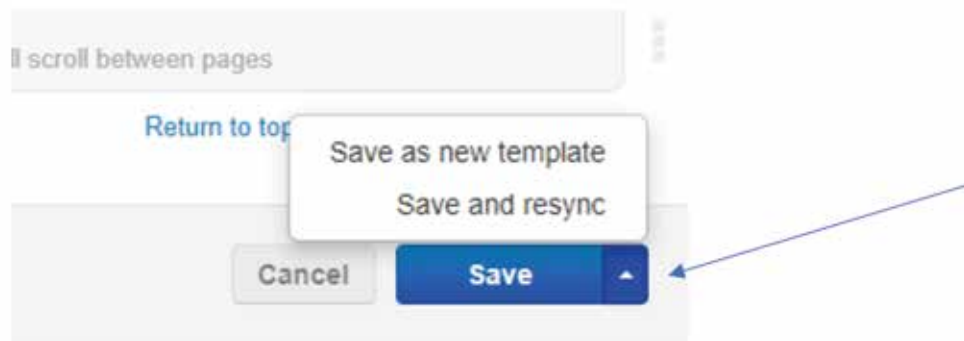 scroll between pages
Return to top
Save as new template
Save and resync
Cancel
Save